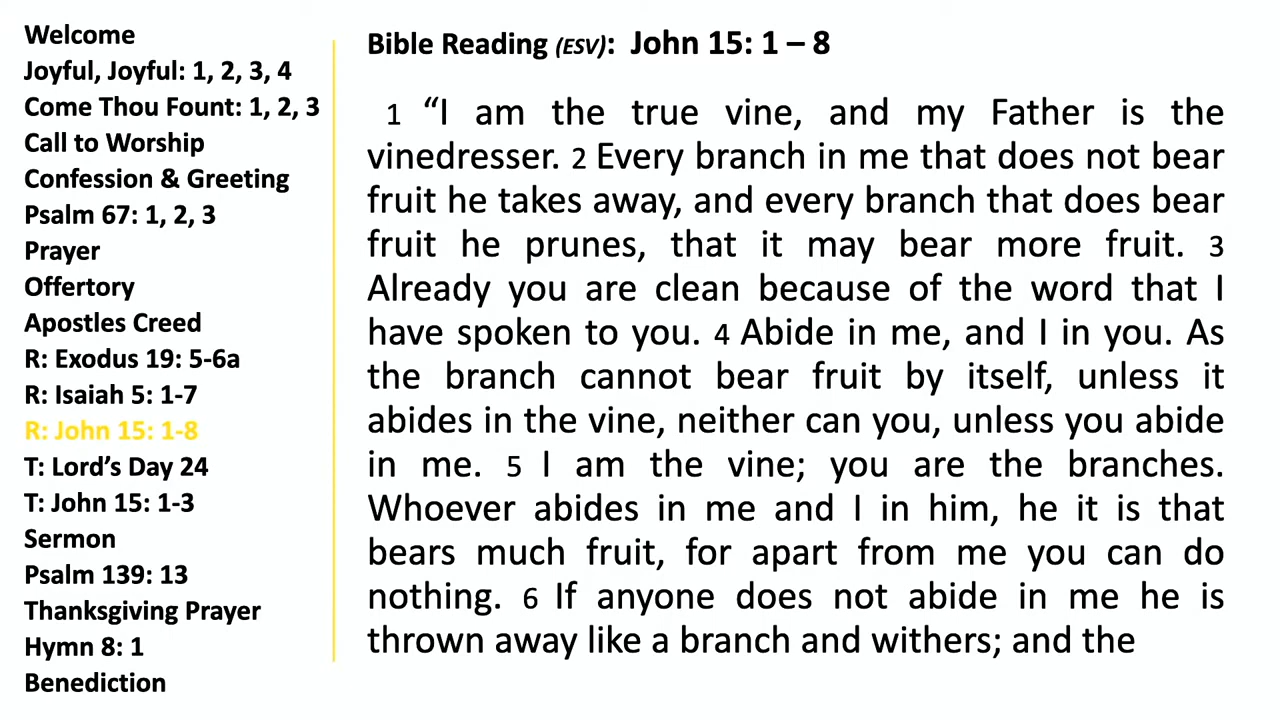 Welcome
Joyful, Joyful: 1, 2, 3, 4
Come Thou Fount: 1, 2, 3
Call to Worship
Confession & Greeting
Psalm 67: 1, 2, 3
Prayer
Offertory
Apostles Creed
R: Exodus 19: 5-6a
R: Isaiah 5: 1-7
R: John 15: 1-8
T: Lord’s Day 24
T: John 15: 1-3
Sermon
Psalm 139: 13
Thanksgiving Prayer
Hymn 8: 1
Benediction
Bible Reading (ESV): John 15: 1 – 8
1 “I am the true vine, and my Father is the
vinedresser. 2 Every branch in me that does not bear
fruit he takes away, and every branch that does bear
fruit he prunes, that it may bear more fruit. 3
Already you are clean because of the word that I
have spoken to you. 4 Abide in me, and I in you. As
the branch cannot bear fruit by itself, unless it
abides in the vine, neither can you, unless you abide
in me. 5 I am the vine; you are the branches.
Whoever abides in me and I in him, he it is that
bears much fruit, for apart from me you can do
nothing. 6 If anyone does not abide in me he is
thrown away like a branch and withers; and the